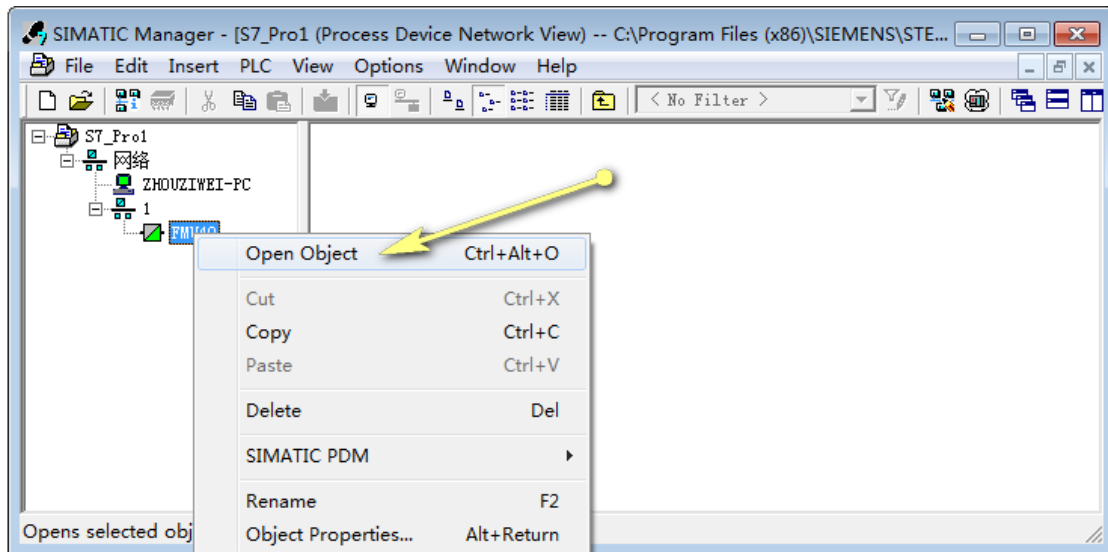 SIMATIC Manager - [S7_Pro1 (Process Device Network View) -- C:\Program Files (x86)\SIEMENS\STE...
File Edit Insert PLC View Options Window Help
< No Filter >
S7_Pro1
网络
ZHOUZIWEI-PC
1
Open Object Ctrl+Alt+O
Cut Ctrl+X
Copy Ctrl+C
Paste Ctrl+V
Delete Del
SIMATIC PDM
Rename F2
Opens selected obj
Object Properties... Alt+Return